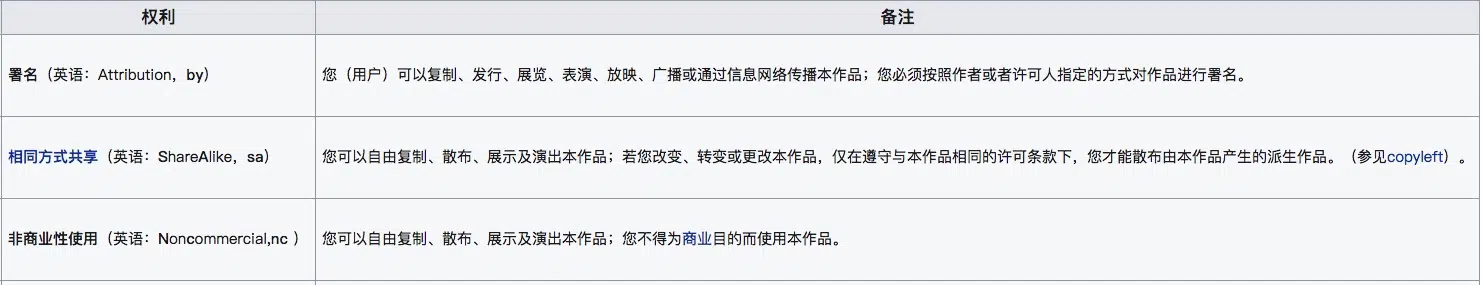 权利 备注
署名（英语：Attribution，by） 您（用户）可以复制、发行、展览、表演、放映、广播或通过信息网络传播本作品；您必须按照作者或者许可人指定的方式对作品进行署名。
相同方式共享（英语：ShareAlike，sa） 您可以自由复制、散布、展示及演出本作品；若您改变、转变或更改本作品，仅在遵守与本作品相同的许可条款下，您才能散布由本作品产生的派生作品。（参见copyleft）。
非商业性使用（英语：Noncommercial,nc ） 您可以自由复制、散布、展示及演出本作品；您不得为商业目的而使用本作品。